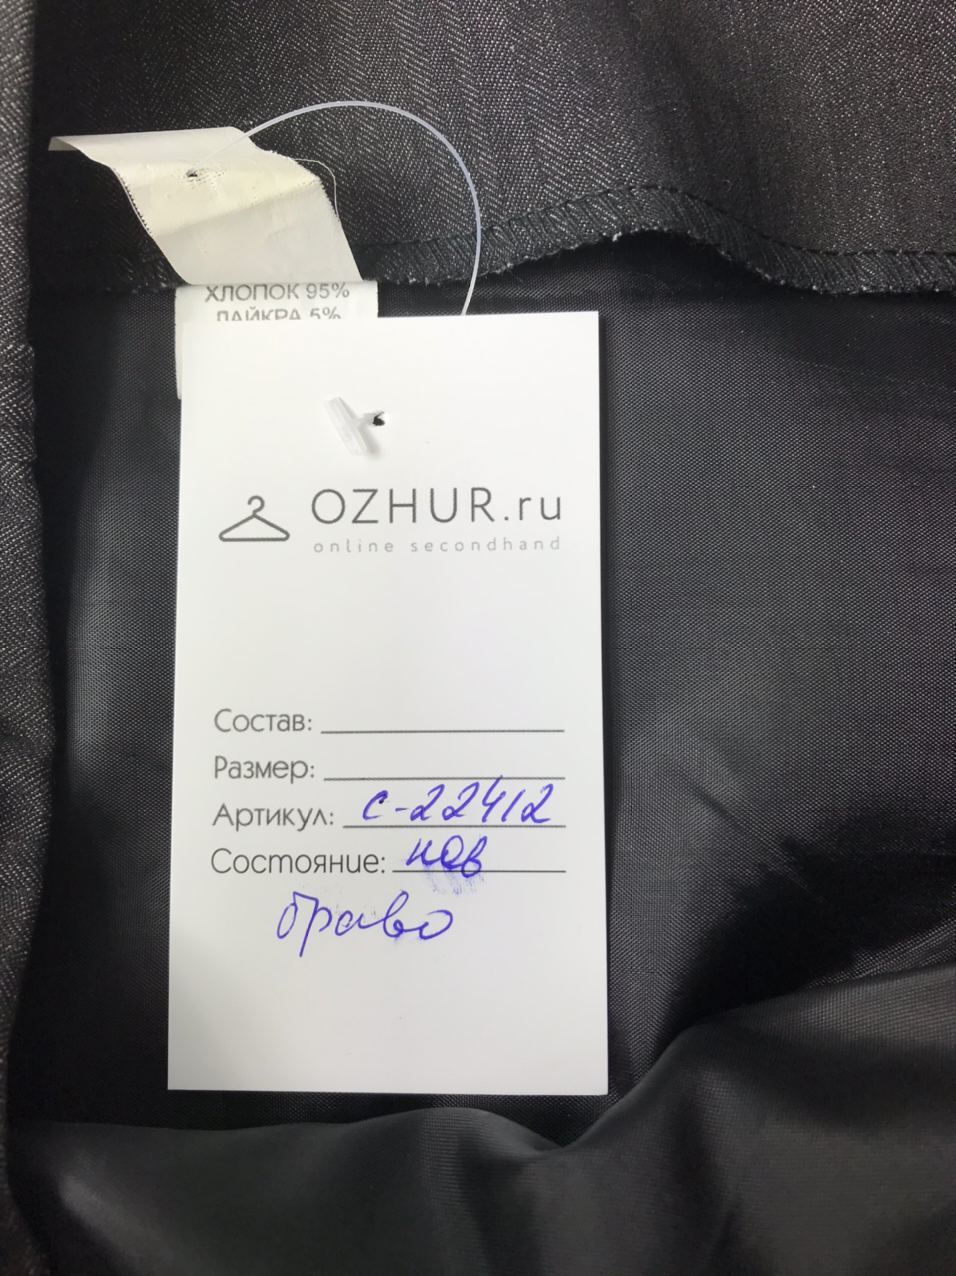 ХЛОПОК 95%
ЛАЙКРА 5%
OZHUR.ru
online secondhand
Состав:
Размер:
Артикул: с-22412
Состояние: нов
браво